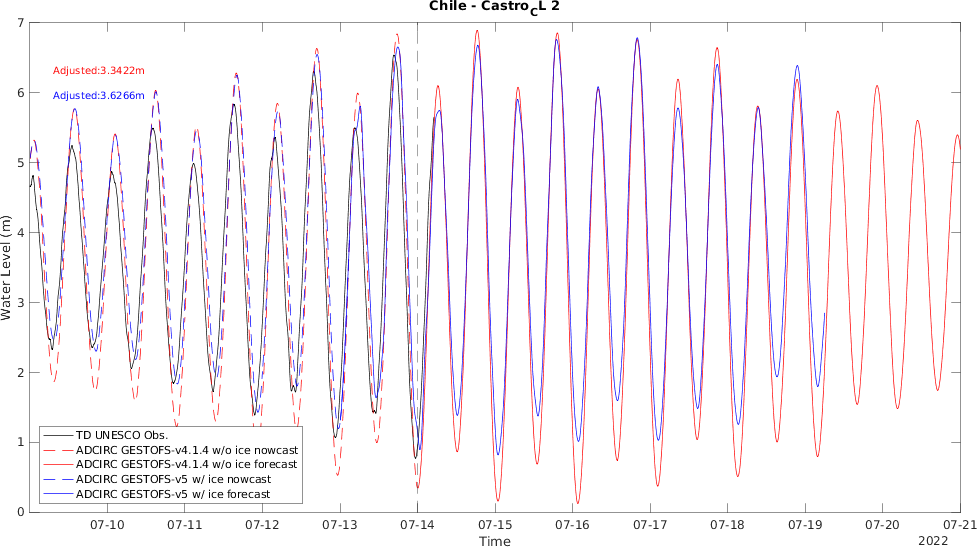 Chile - Castro_CL 2
7
6
5
4
3
2
1
0
Water Level (m)
Adjusted:3.3422m
Adjusted:3.6266m
TD UNESCO Obs.
ADCIRC GESTOFS-v4.1.4 w/o ice nowcast
ADCIRC GESTOFS-v4.1.4 w/o ice forecast
ADCIRC GESTOFS-v5 w/ ice nowcast
ADCIRC GESTOFS-v5 w/ ice forecast
07-10 07-11 07-12 07-13 07-14 07-15 07-16 07-17 07-18 07-19 07-20 07-21
Time
2022